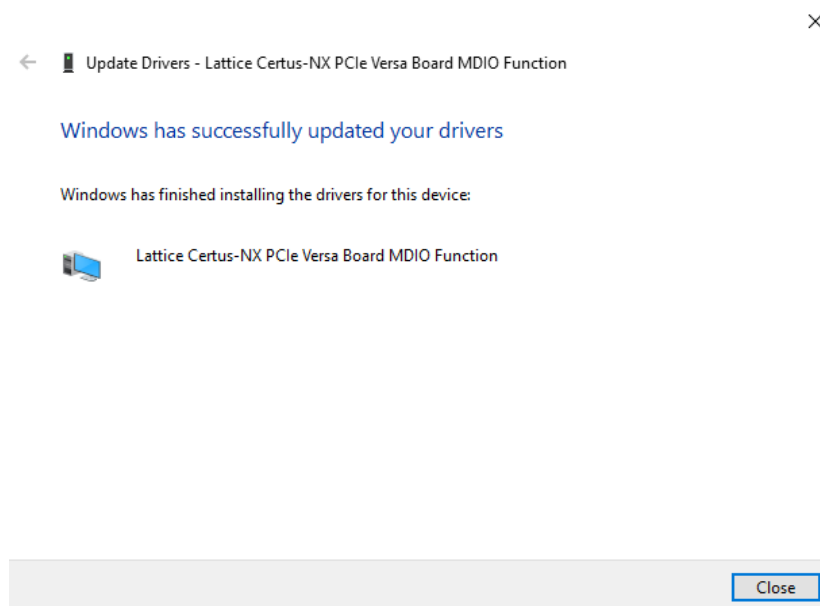 Update Drivers - Lattice Certus-NX PCIe Versa Board MDIO Function
Windows has successfully updated your drivers
Windows has finished installing the drivers for this device:
Lattice Certus-NX PCIe Versa Board MDIO Function
Close